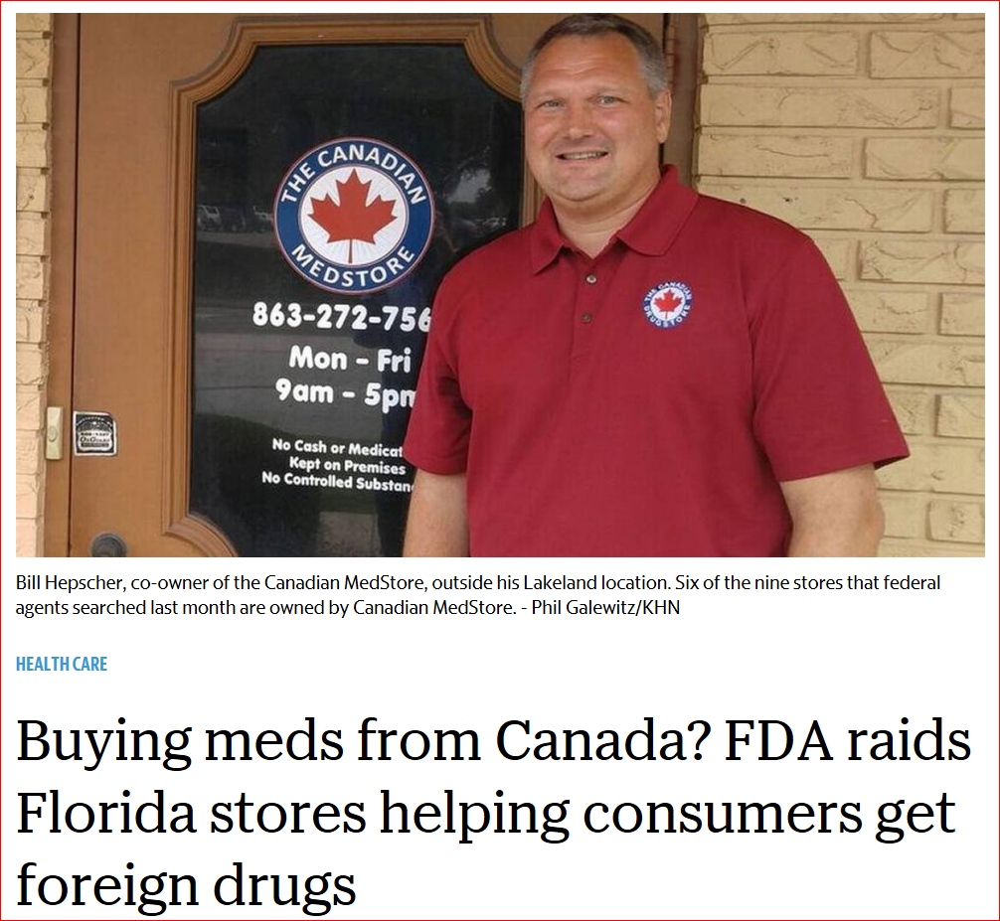 THE CANADIAN
MEDSTORE
863-272-756
Mon - Fri
9am - 5pm
No Cash or Medicat
Kept on Premises
No Controlled Substan
THE CANADIAN
DRUGSTORE
Bill Hepscher, co-owner of the Canadian MedStore, outside his Lakeland location. Six of the nine stores that federal
agents searched last month are owned by Canadian MedStore. - Phil Galewitz/KHN
HEALTH CARE
Buying meds from Canada? FDA raids
Florida stores helping consumers get
foreign drugs